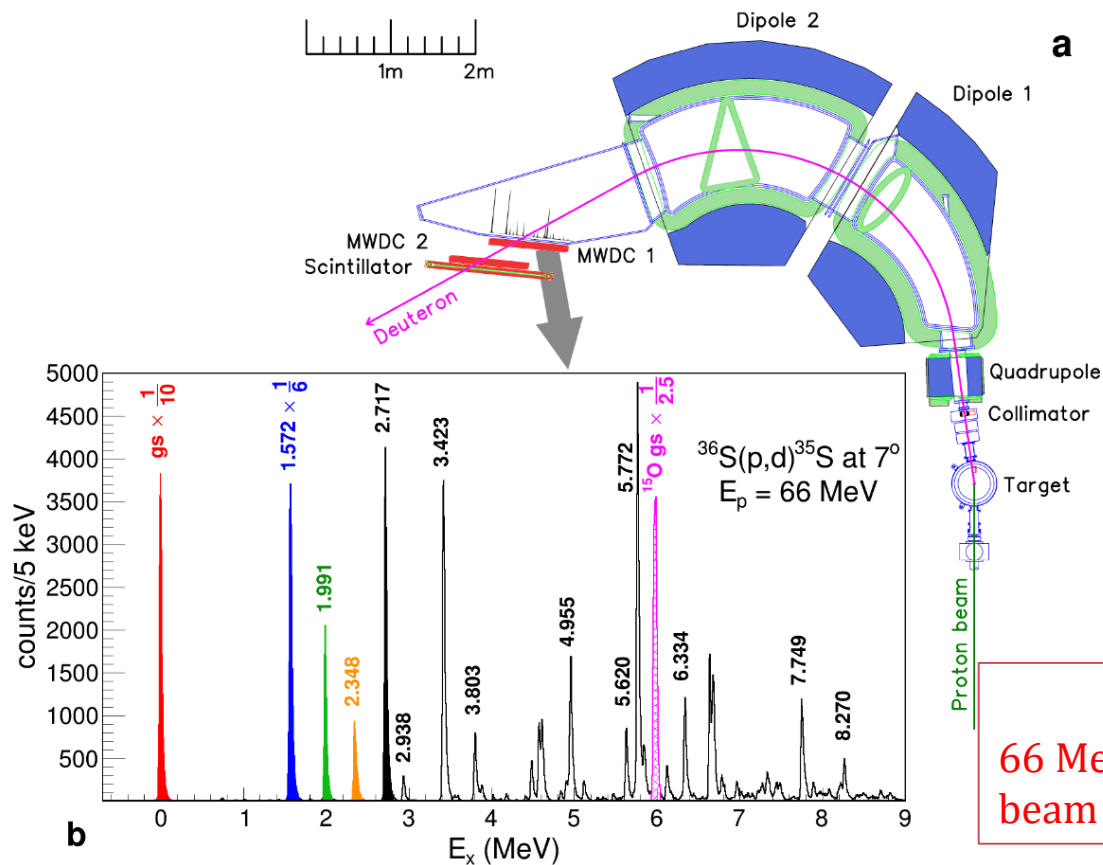 a
1m 2m
Dipole 2
Dipole 1
MWDC 2
Scintillator
MWDC 1
Deuteron
Quadrupole
Collimator
Target
Proton beam
5000
4500
4000
3500
3000
2500
2000
1500
1000
500
counts/5 keV
gs × 1/10
1.572 × 1/6
1.991
2.348
2.717
2.938
3.423
3.803
4.955
5.620
5.772
¹⁵O gs × 1/2.5
6.334
7.749
8.270
³⁶S(p,d)³⁵S at 7°
Eₚ = 66 MeV
0 1 2 3 4 5 6 7 8 9
Eₓ (MeV)
b
66 Me
beam